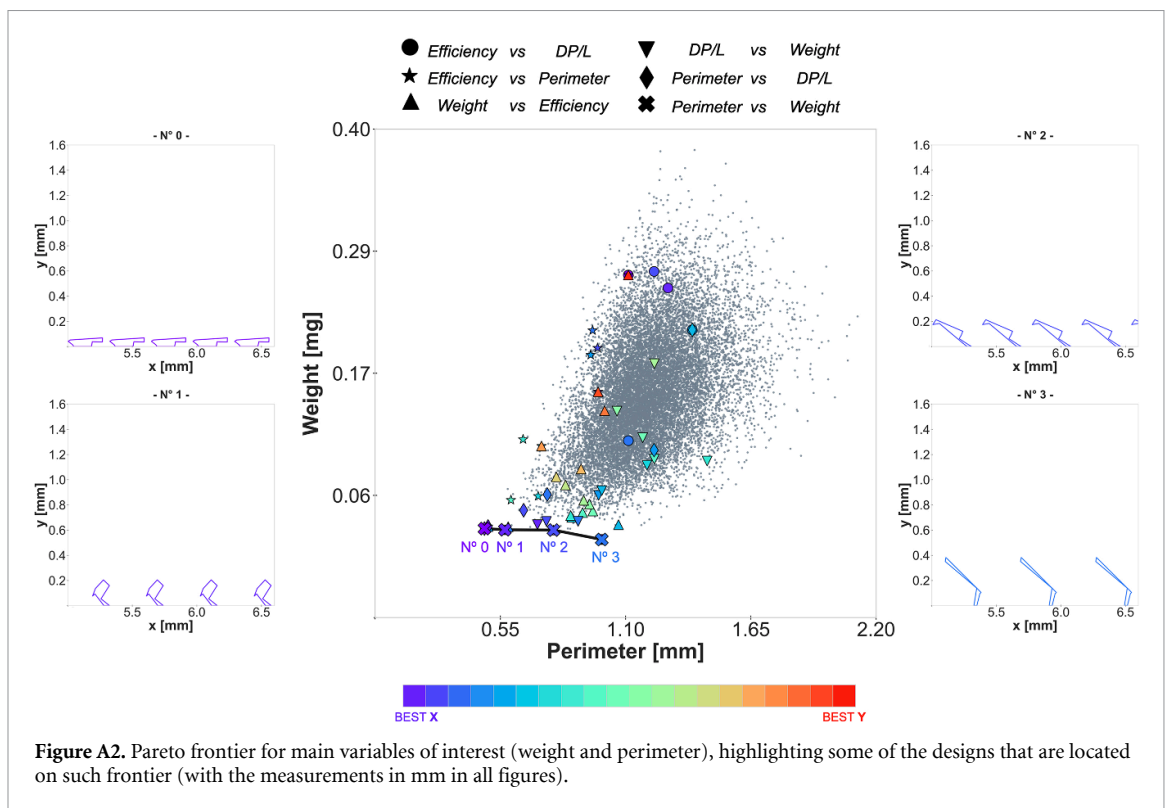 Efficiency vs DP/L
Efficiency vs Perimeter
Weight vs Efficiency
DP/L vs Weight
Perimeter vs DP/L
Perimeter vs Weight
- N° 0 -
1.6
1.4
1.2
1.0
0.8
0.6
0.4
0.2
y [mm]
5.5 6.0 6.5
x [mm]
- N° 1 -
1.6
1.4
1.2
1.0
0.8
0.6
0.4
0.2
y [mm]
5.5 6.0 6.5
x [mm]
0.40
0.29
0.17
0.06
Weight [mg]
N° 0 N° 1 N° 2 N° 3
0.55 1.10 1.65 2.20
Perimeter [mm]
- N° 2 -
1.6
1.4
1.2
1.0
0.8
0.6
0.4
0.2
y [mm]
5.5 6.0 6.5
x [mm]
- N° 3 -
1.6
1.4
1.2
1.0
0.8
0.6
0.4
0.2
y [mm]
5.5 6.0 6.5
x [mm]
BEST X BEST Y
Figure A2. Pareto frontier for main variables of interest (weight and perimeter), highlighting some of the designs that are located
on such frontier (with the measurements in mm in all figures).